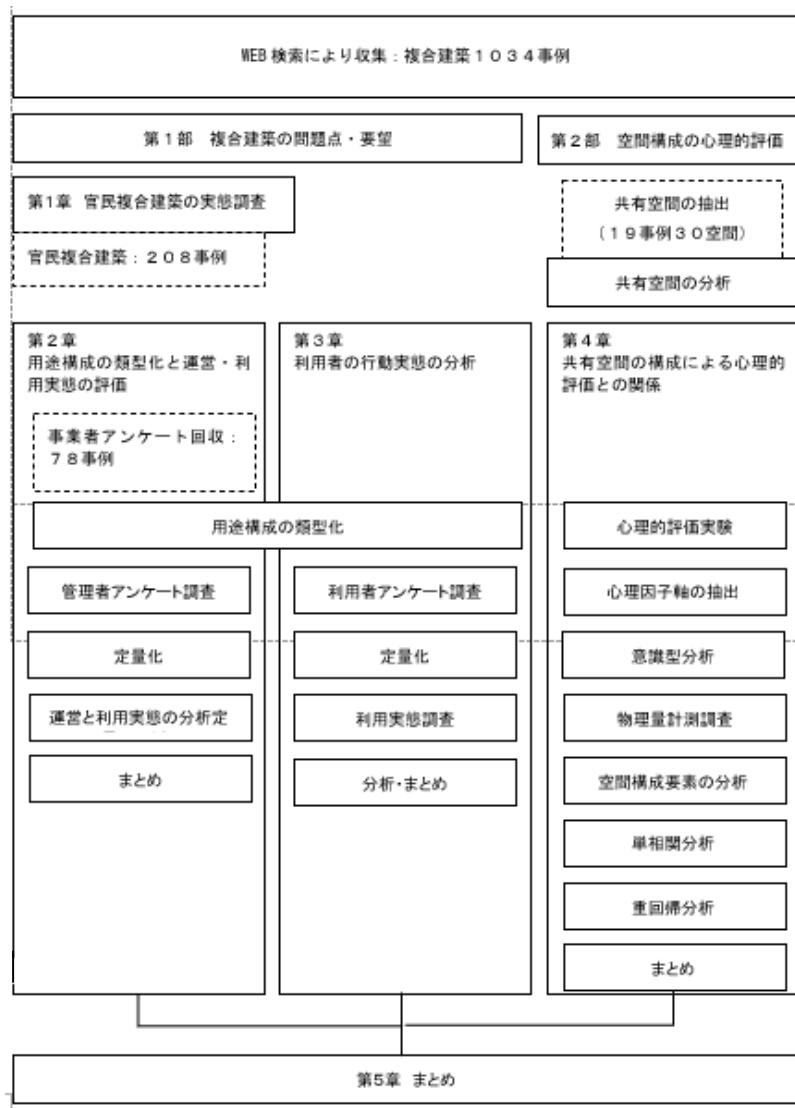 WEB検索により収集：複合建築１０３４事例
第１部　複合建築の問題点・要望
第２部　空間構成の心理的評価
第1章 官民複合建築の実態調査
官民複合建築：２０８事例
共有空間の抽出
（１９事例３０空間）
共有空間の分析
第２章
用途構成の類型化と運営・利
用実態の評価
事業者アンケート回収：
７８事例
第３章
利用者の行動実態の分析
第４章
共有空間の構成による心理的
評価との関係
用途構成の類型化
管理者アンケート調査
定量化
運営と利用実態の分析定
まとめ
利用者アンケート調査
定量化
利用実態調査
分析・まとめ
心理的評価実験
心理因子軸の抽出
意識型分析
物理量計測調査
空間構成要素の分析
単相関分析
重回帰分析
まとめ
第5章 まとめ